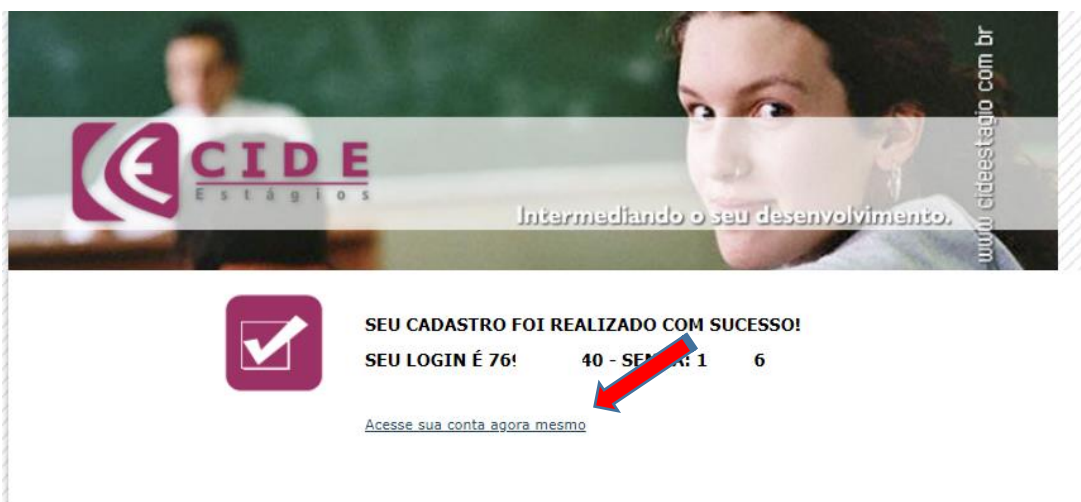 www cideestagio com br
CIDE
Estágios
Intermediando o seu desenvolvimento.
SEU CADASTRO FOI REALIZADO COM SUCESSO!
SEU LOGIN É 769 40 - : 1 6
Acesse sua conta agora mesmo